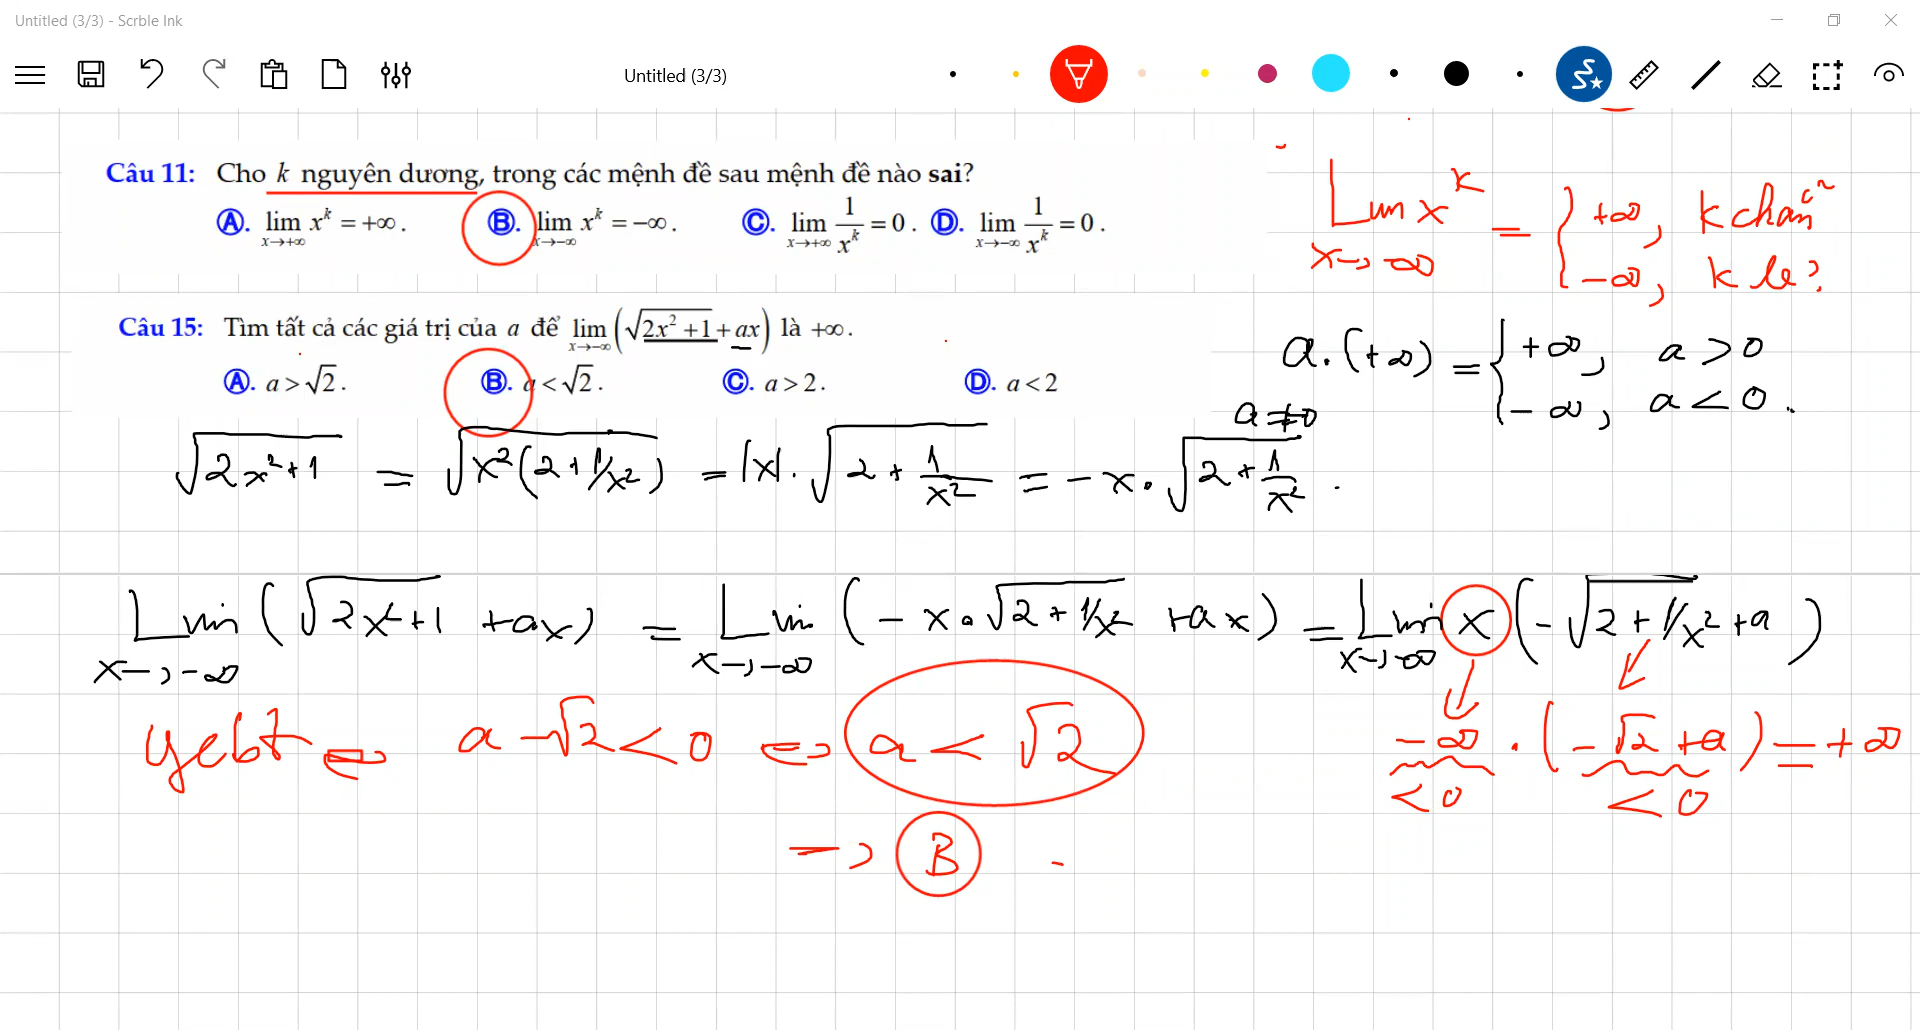 Untitled (3/3) - Scrble Ink
Untitled (3/3)
Câu 11: Cho k nguyên dương, trong các mệnh đề sau mệnh đề nào sai?
A. lim x→+∞ x^k = +∞. B. lim x→−∞ x^k = −∞. C. lim x→+∞ 1/x^k = 0. D. lim x→−∞ 1/x^k = 0.
Lim x→-∞ x^k = { +∞, k chẵn
-∞, k lẻ
Câu 15: Tìm tất cả các giá trị của a để lim x→−∞ (√(2x² + 1) + ax) là +∞.
A. a > √2. B. a < √2. C. a > 2. D. a < 2
a.(+∞) = { +∞, a > 0
-∞, a < 0.
a ≠ 0
√(2x²+1) = √(x²(2+1/x²)) = |x|.√(2+1/x²) = -x.√(2+1/x²).
Lim x→-∞ (√(2x²+1) +ax) = Lim x→-∞ (-x.√(2+1/x²) +ax) = Lim x→-∞ x(-√(2+1/x²)+a)
-∞ . (-√2+a) = +∞
<0 <0
ycbt ⇔ a-√2<0 ⇔ a<√2
=> B